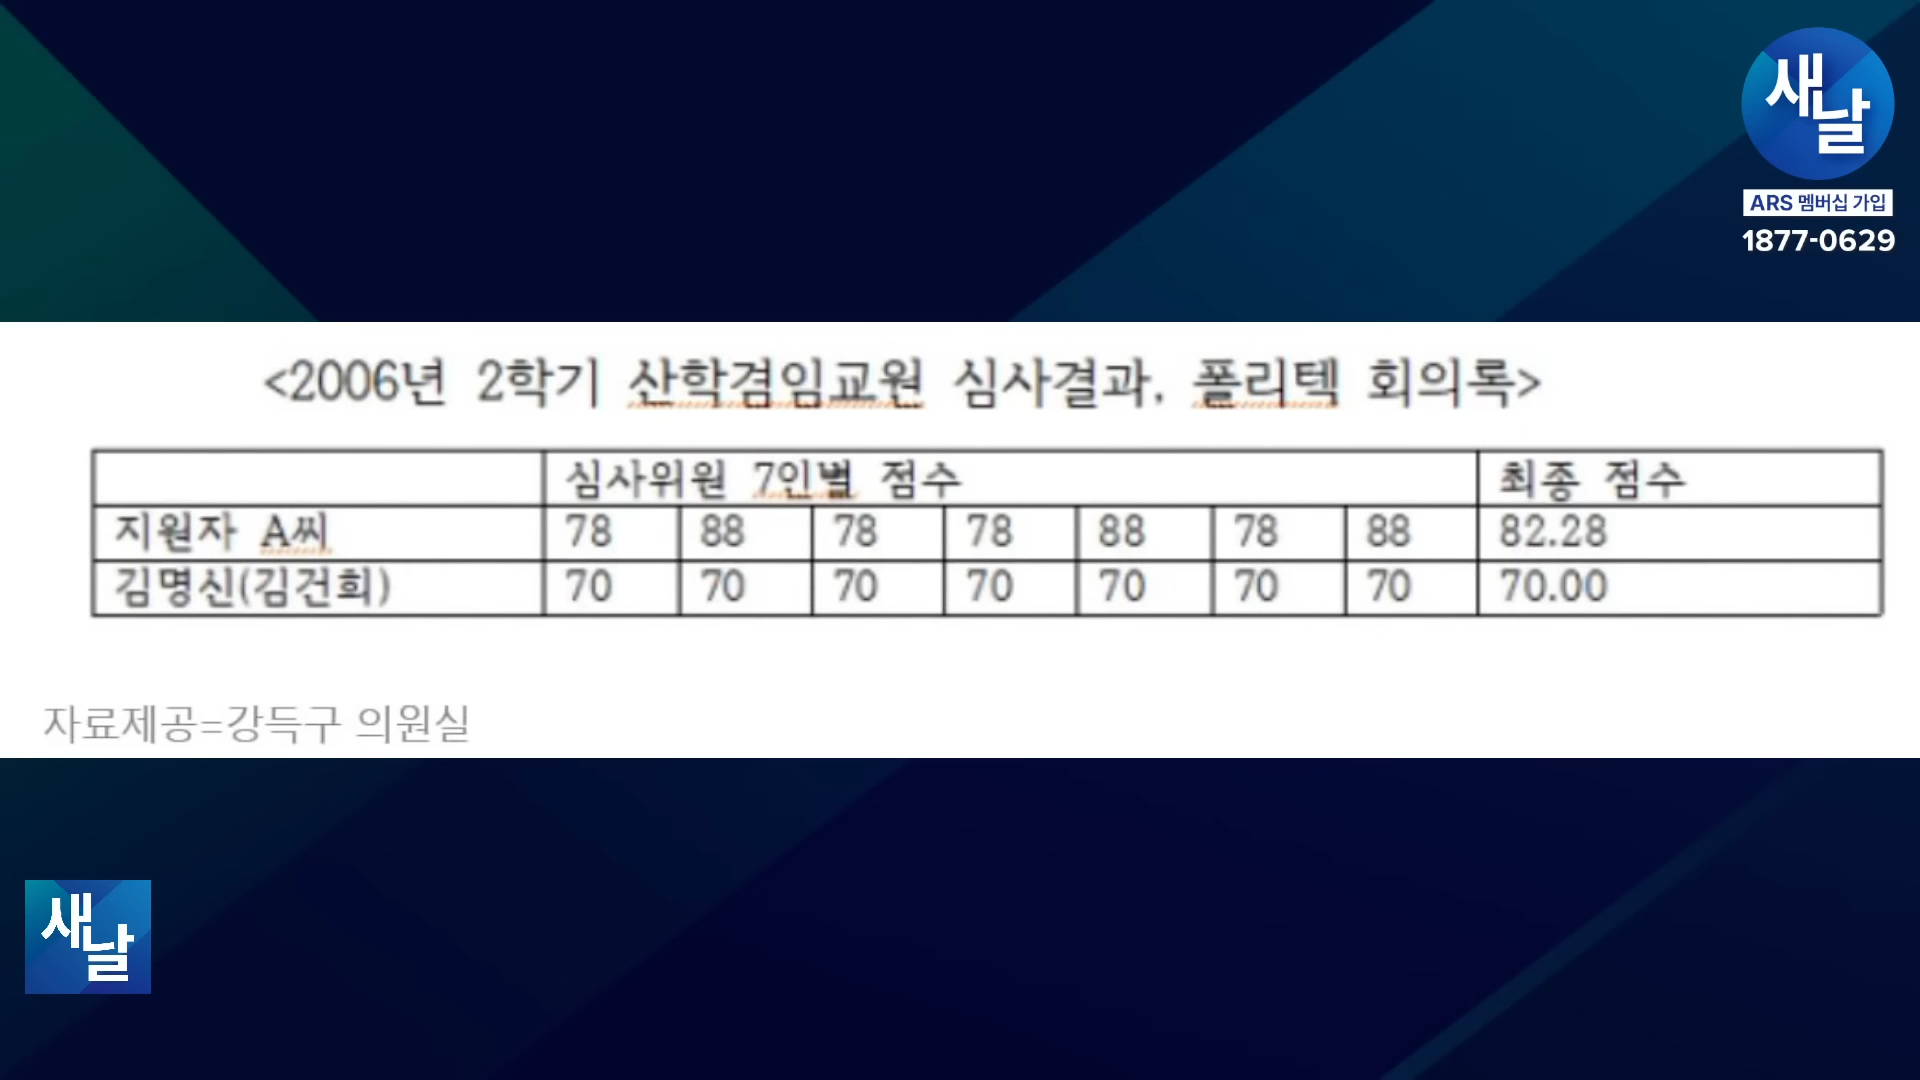 새날
ARS 멤버십 가입
1877-0629
<2006년 2학기 산학겸임교원 심사결과, 폴리텍 회의록>
심사위원 7인별 점수 최종 점수
지원자 A씨 78 88 78 78 88 78 88 82.28
김명신(김건희) 70 70 70 70 70 70 70 70.00
자료제공=강득구 의원실
새날